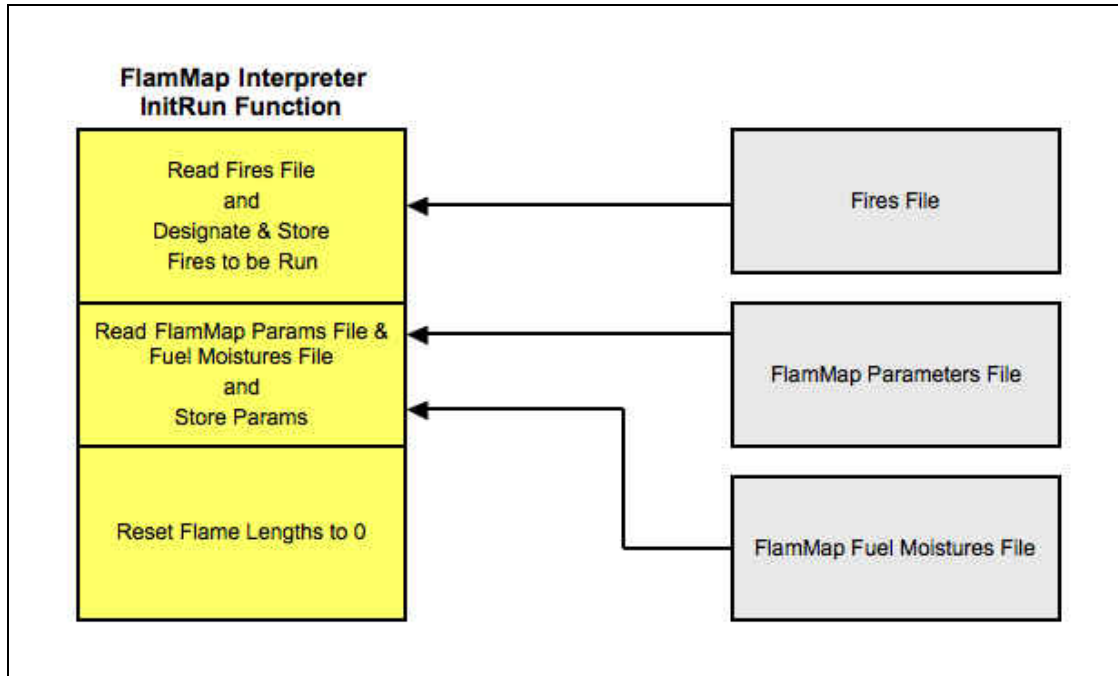 FlamMap Interpreter
InitRun Function
Read Fires File
and
Designate & Store
Fires to be Run
Read FlamMap Params File &
Fuel Moistures File
and
Store Params
Reset Flame Lengths to 0
Fires File
FlamMap Parameters File
FlamMap Fuel Moistures File